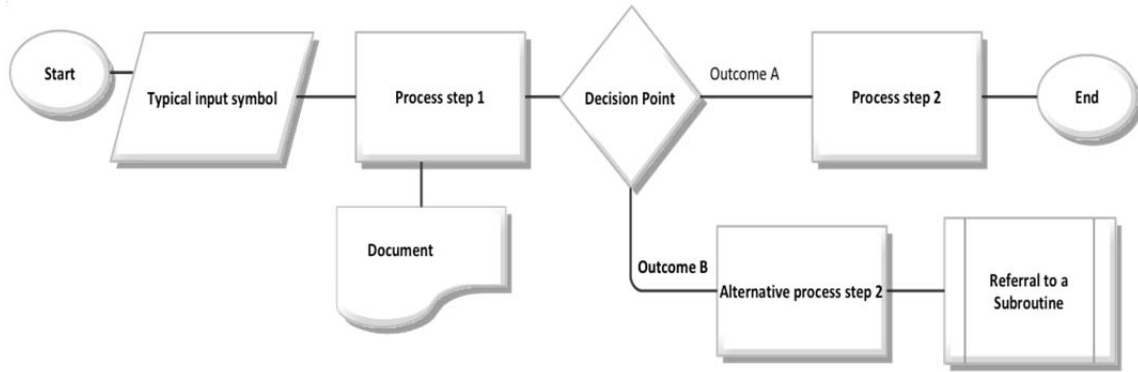 Start
Typical input symbol
Process step 1
Decision Point
Outcome A
Process step 2
End
Document
Outcome B
Alternative process step 2
Referral to a
Subroutine